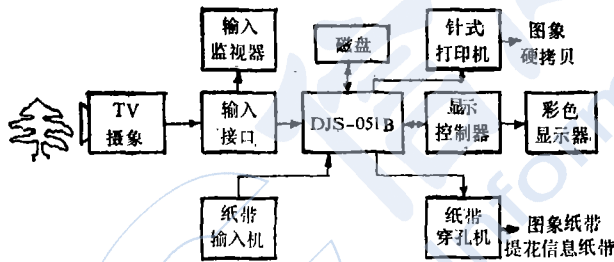 输入
监视器
磁盘
针式
打印机
图象
硬拷贝
TV
摄象
输入
接口
DJS-051B
显示
控制器
彩色
显示器
纸带
输入机
纸带
穿孔机
图象纸带
提花信息纸带